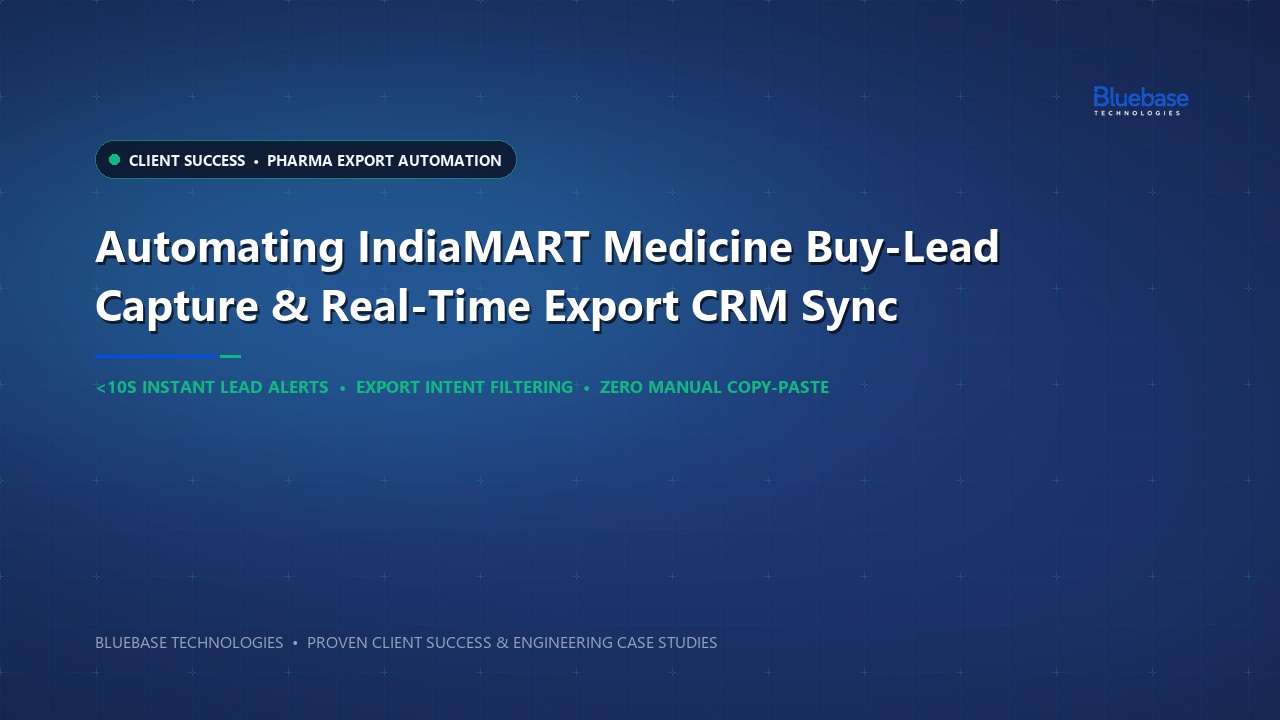 Bluebase
TECHNOLOGIES
CLIENT SUCCESS • PHARMA EXPORT AUTOMATION
Automating IndiaMART Medicine Buy-Lead
Capture & Real-Time Export CRM Sync
<10S INSTANT LEAD ALERTS • EXPORT INTENT FILTERING • ZERO MANUAL COPY-PASTE
BLUEBASE TECHNOLOGIES • PROVEN CLIENT SUCCESS & ENGINEERING CASE STUDIES